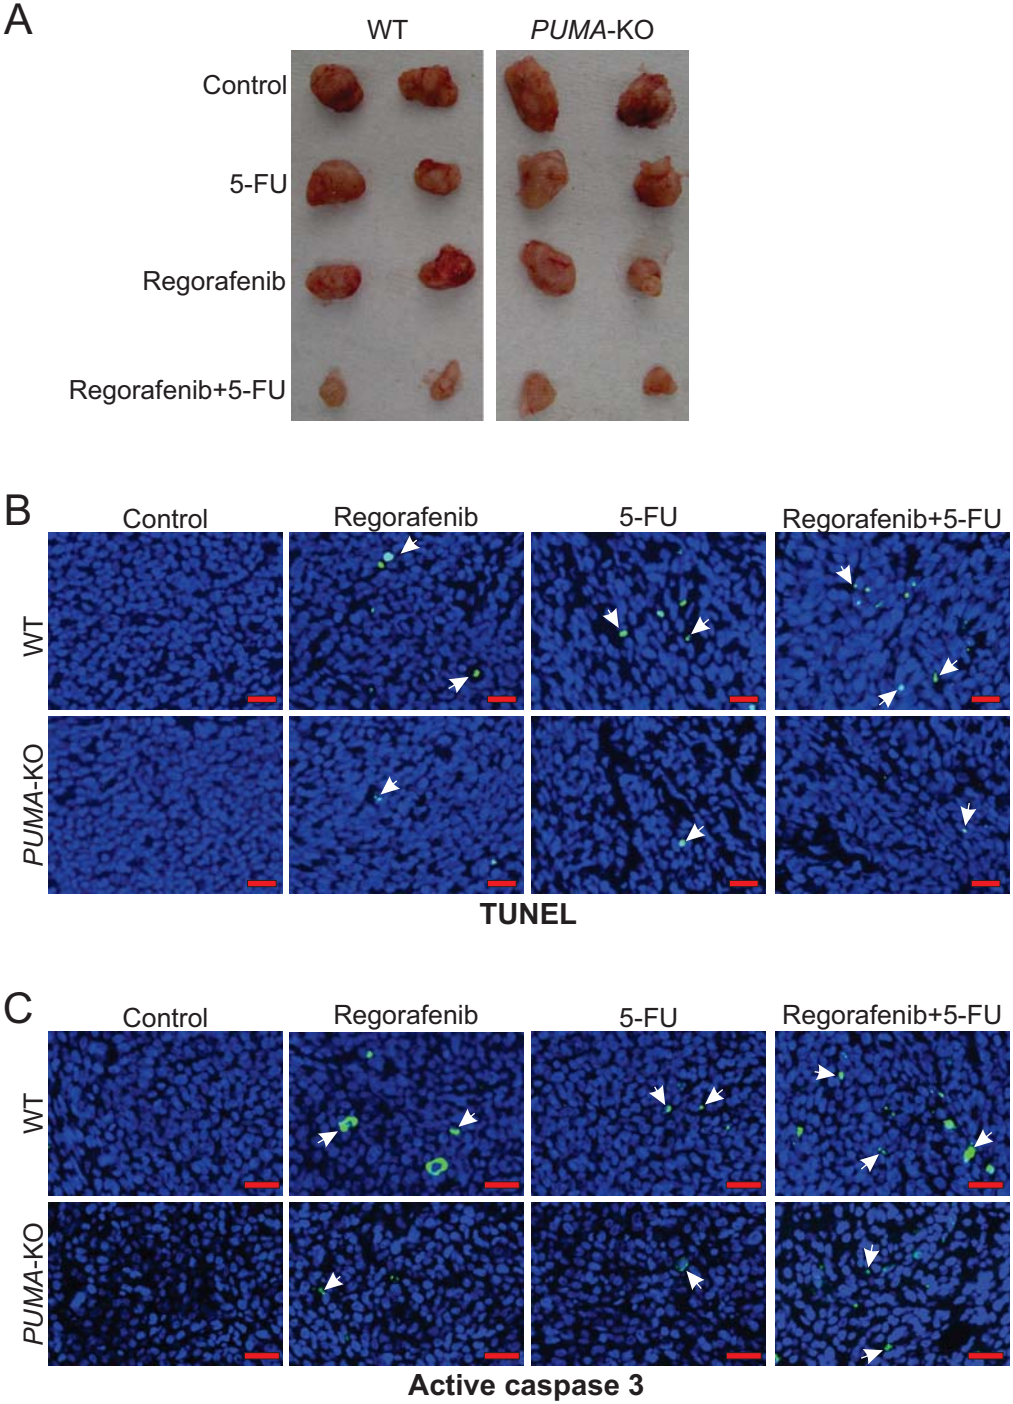 A
WT PUMA-KO
Control
5-FU
Regorafenib
Regorafenib+5-FU
B
Control Regorafenib 5-FU Regorafenib+5-FU
WT
PUMA-KO
TUNEL
C
Control Regorafenib 5-FU Regorafenib+5-FU
WT
PUMA-KO
Active caspase 3